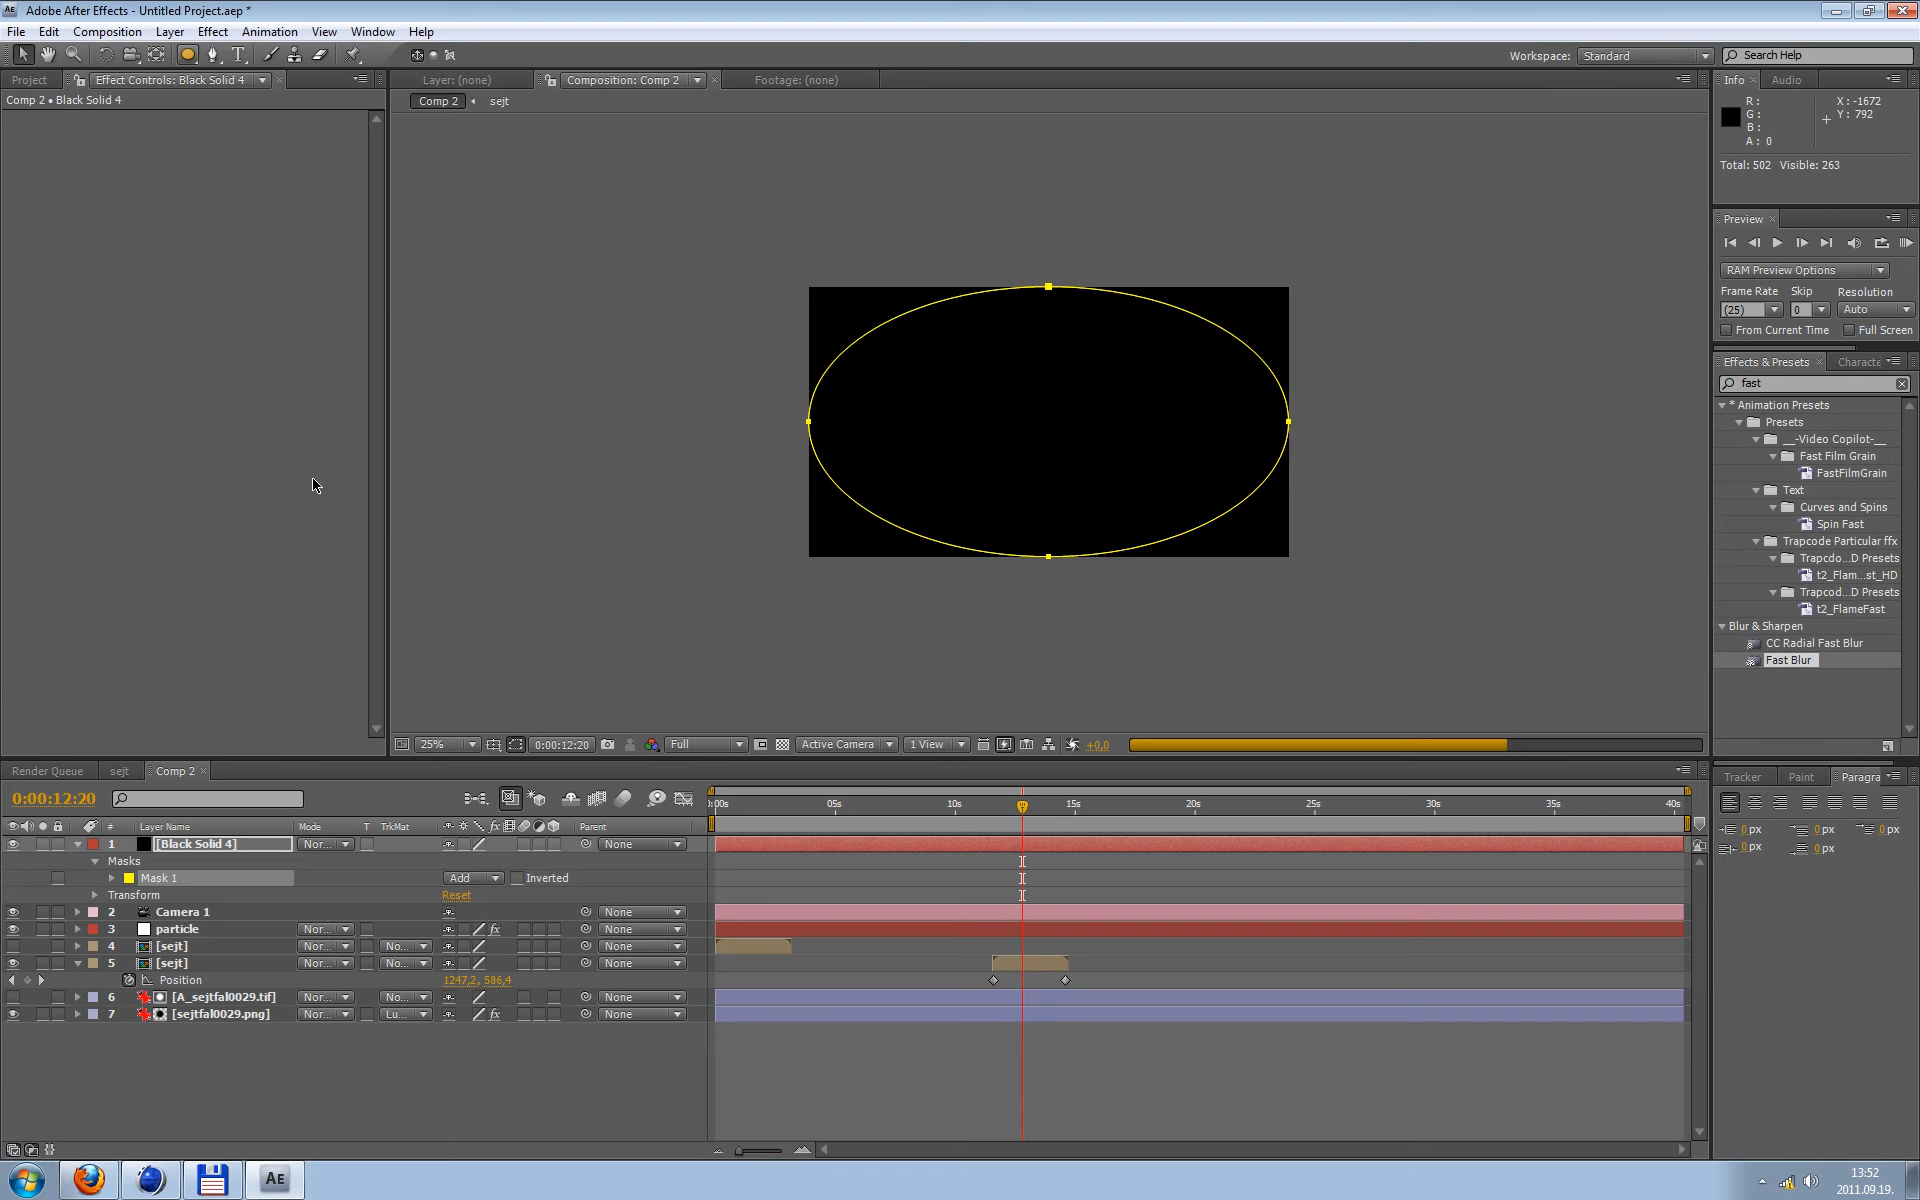 Adobe After Effects - Untitled Project.aep *
File Edit Composition Layer Effect Animation View Window Help
Workspace: Standard Search Help
Project Effect Controls: Black Solid 4
Layer: (none) Composition: Comp 2 Footage: (none)
Info Audio
Comp 2 • Black Solid 4
Comp 2 sejt
R :
G :
B :
A : 0
X : -1672
Y : 792
Total: 502 Visible: 263
Preview
RAM Preview Options
Frame Rate Skip Resolution
(25) 0 Auto
From Current Time Full Screen
Effects & Presets Characte
fast
* Animation Presets
Presets
__-Video Copilot-__
Fast Film Grain
FastFilmGrain
Text
Curves and Spins
Spin Fast
Trapcode Particular ffx
Trapcdo...D Presets
t2_Flam...st_HD
Trapcod...D Presets
t2_FlameFast
Blur & Sharpen
CC Radial Fast Blur
Fast Blur
25% 0:00:12:20 Full Active Camera 1 View +0,0
Render Queue sejt Comp 2
Tracker Paint Paragra
0:00:12:20
):00s 05s 10s 15s 20s 25s 30s 35s 40s
# Layer Name Mode T TrkMat fx Parent
1 [Black Solid 4] Nor... None
Masks
Mask 1 Add Inverted
Transform Reset
2 Camera 1 None
3 particle Nor... fx None
4 [sejt] Nor... No... None
5 [sejt] Nor... No... None
Position 1247,2, 586,4
6 [A_sejtfal0029.tif] Nor... No... None
7 [sejtfal0029.png] Nor... Lu... fx None
0 px 0 px 0 px
0 px 0 px
AE
13:52
2011.09.19.